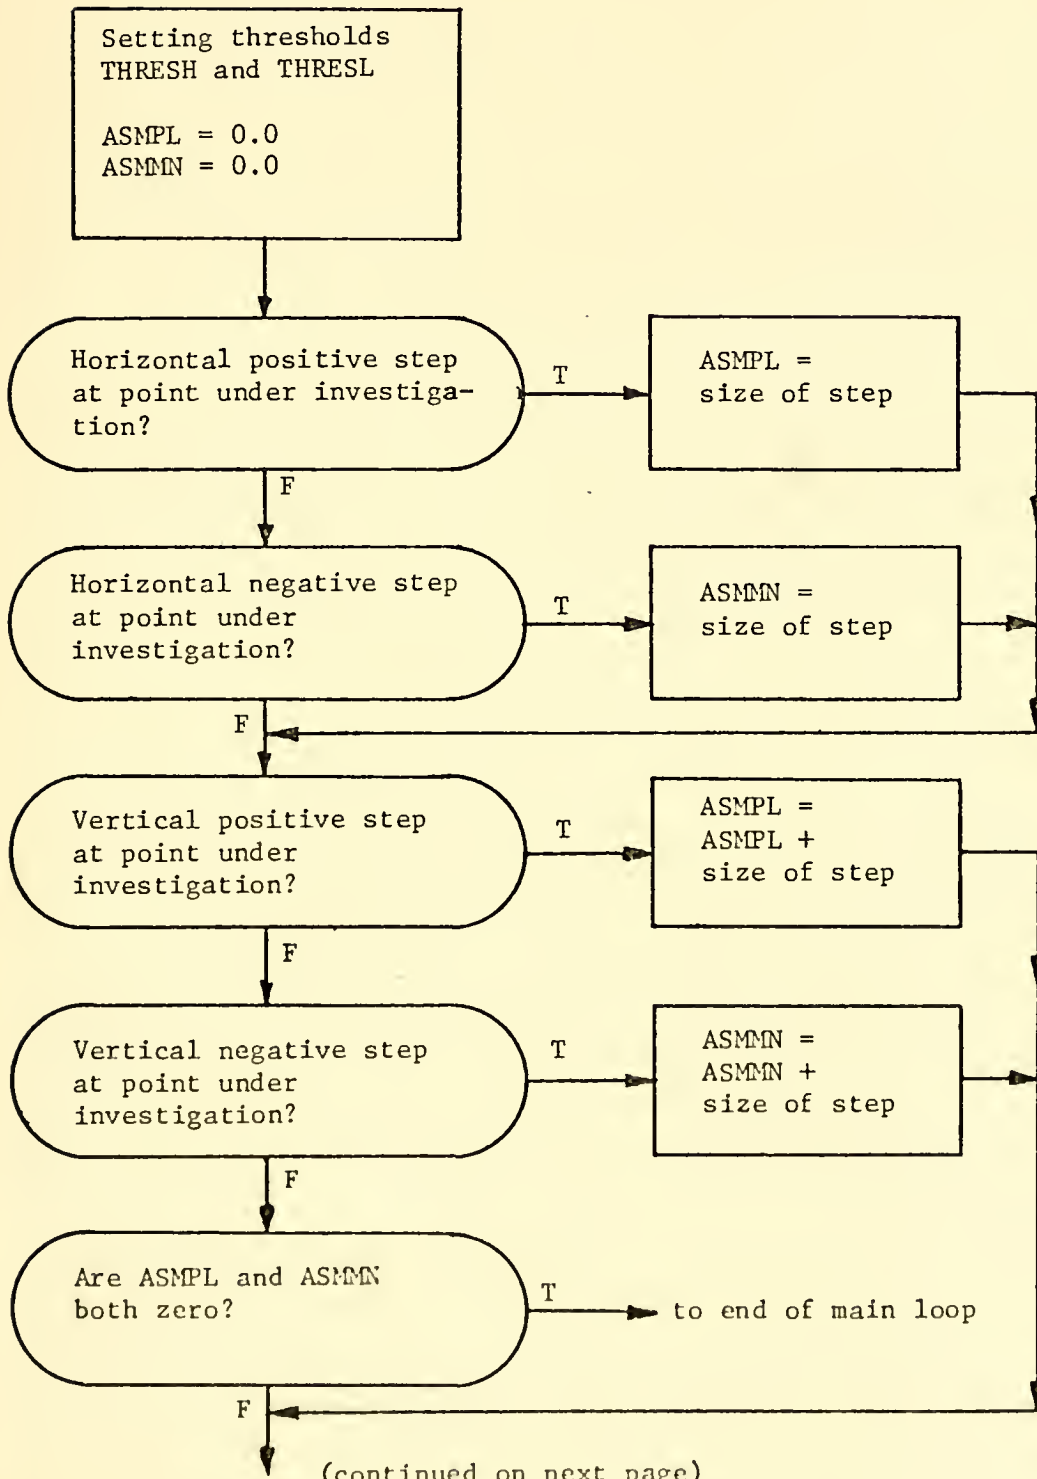 Setting thresholds
THRESH and THRESL
ASMPL = 0.0
ASMMN = 0.0
Horizontal positive step
at point under investiga-
tion?
T
ASMPL =
size of step
F
Horizontal negative step
at point under
investigation?
T
ASMMN =
size of step
F
Vertical positive step
at point under
investigation?
T
ASMPL =
ASMPL +
size of step
F
Vertical negative step
at point under
investigation?
T
ASMMN =
ASMMN +
size of step
F
Are ASMPL and ASMMN
both zero?
T
to end of main loop
F
(continued on next page)